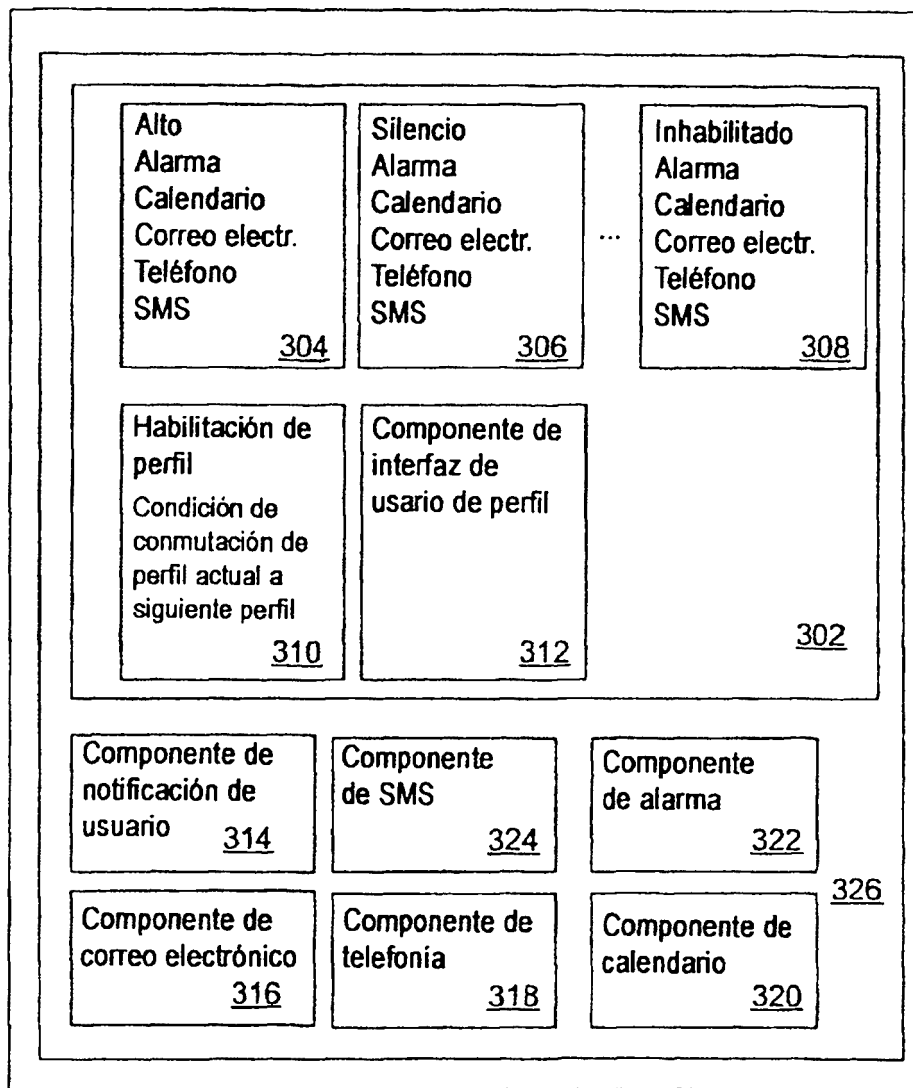 Alto
Alarma
Calendario
Correo electr.
Teléfono
SMS
304
Silencio
Alarma
Calendario
Correo electr.
Teléfono
SMS
306
...
Inhabilitado
Alarma
Calendario
Correo electr.
Teléfono
SMS
308
Habilitación de
perfil
Condición de
conmutación de
perfil actual a
siguiente perfil
310
Componente de
interfaz de
usario de perfil
312
302
Componente de
notificación de
usuario
314
Componente
de SMS
324
Componente
de alarma
322
326
Componente de
correo electrónico
316
Componente de
telefonía
318
Componente de
calendario
320